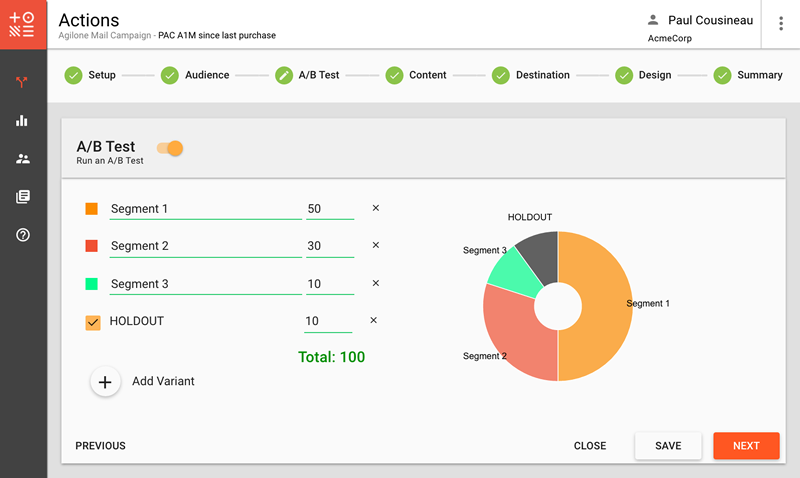 Actions
Agilone Mail Campaign - PAC A1M since last purchase
Paul Cousineau
AcmeCorp
Setup
Audience
A/B Test
Content
Destination
Design
Summary
A/B Test
Run an A/B Test
Segment 1 50 ×
Segment 2 30 ×
Segment 3 10 ×
HOLDOUT 10 ×
Total: 100
+ Add Variant
HOLDOUT
Segment 3
Segment 1
Segment 2
PREVIOUS
CLOSE
SAVE
NEXT